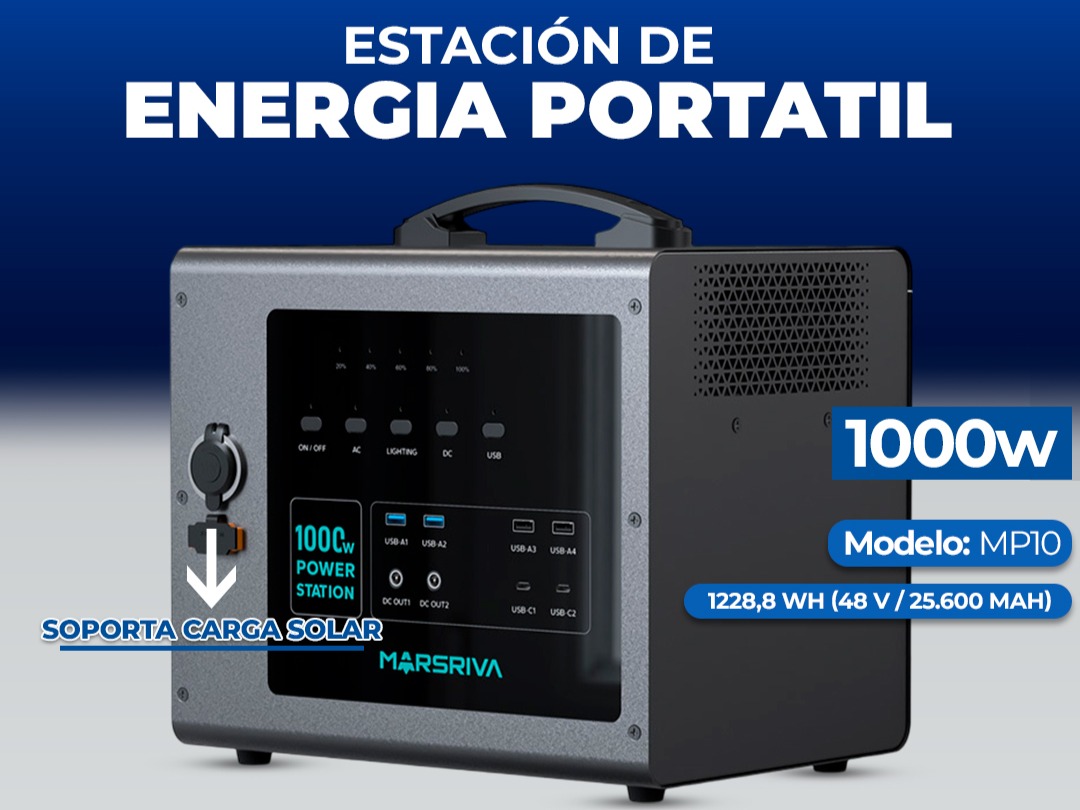 ESTACIÓN DE
ENERGIA PORTATIL
20% 40% 60% 80% 100%
ON / OFF AC LIGHTING DC USB
1000w
Modelo: MP10
1228,8 WH (48 V / 25.600 MAH)
1000W
POWER
STATION
USB-A1 USB-A2 USB-A3 USB-A4
DC OUT1 DC OUT2 USB-C1 USB-C2
SOPORTA CARGA SOLAR
MARSRIVA